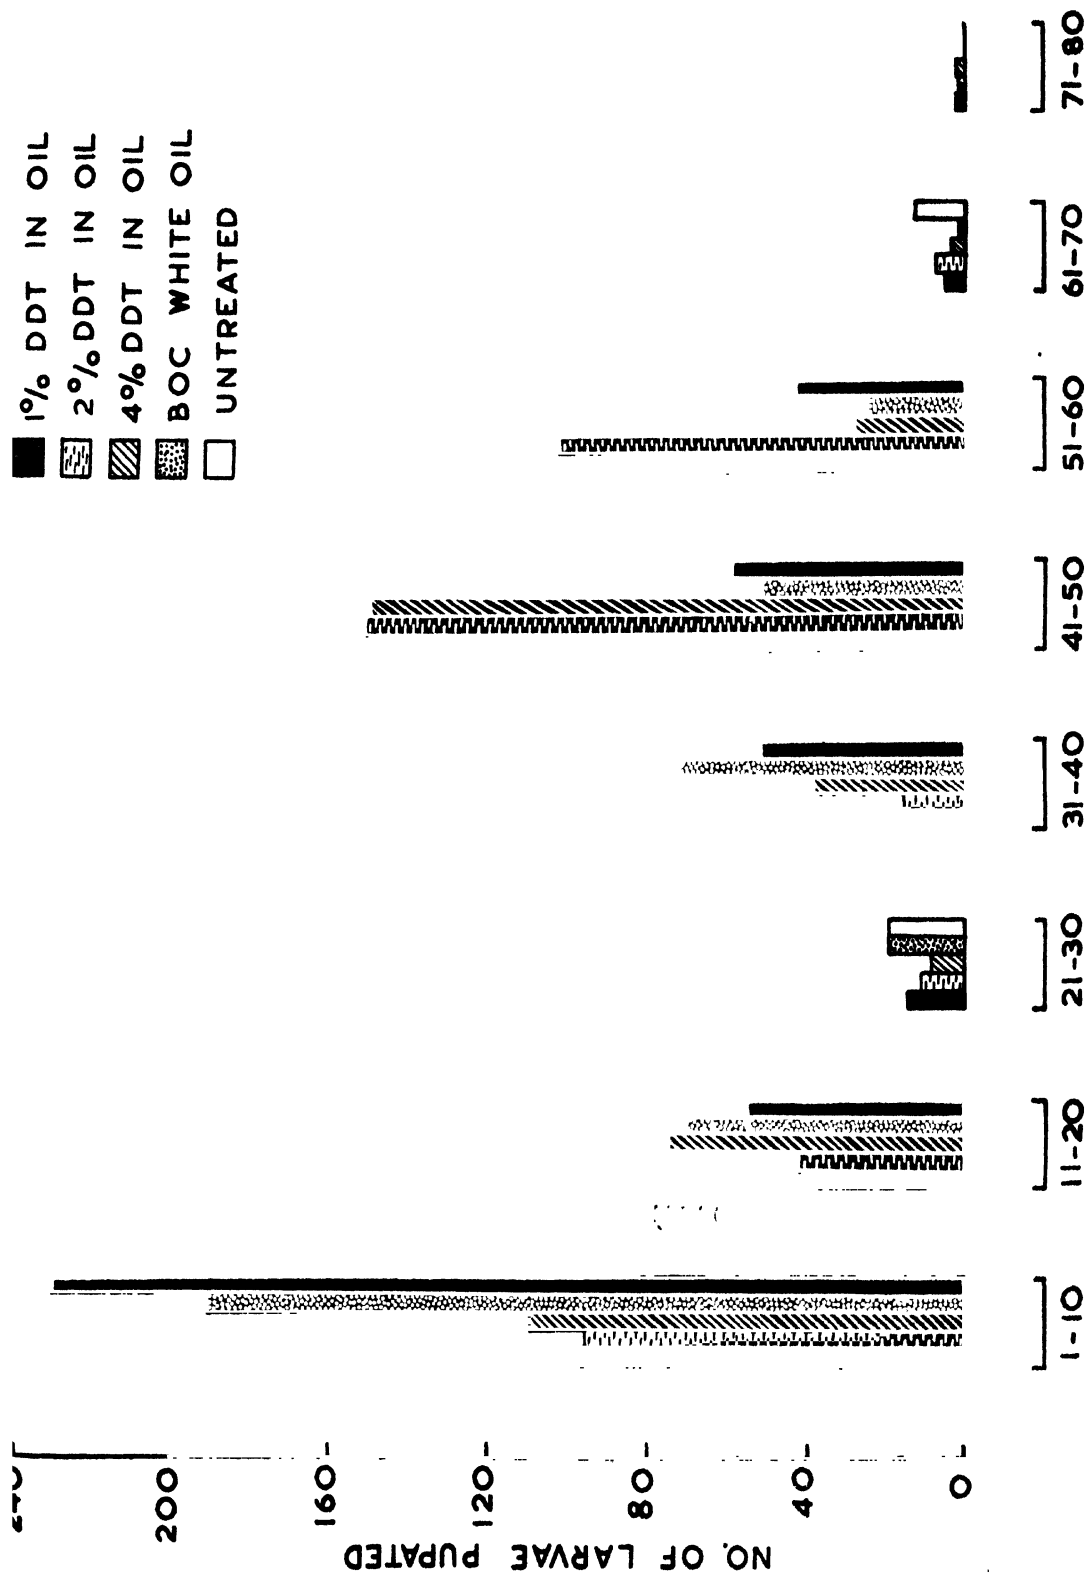 1% DDT IN OIL
2% DDT IN OIL
4% DDT IN OIL
BOC WHITE OIL
UNTREATED
NO. OF LARVAE PUPATED
240
200
160
120
80
40
0
1-10
11-20
21-30
31-40
41-50
51-60
61-70
71-80